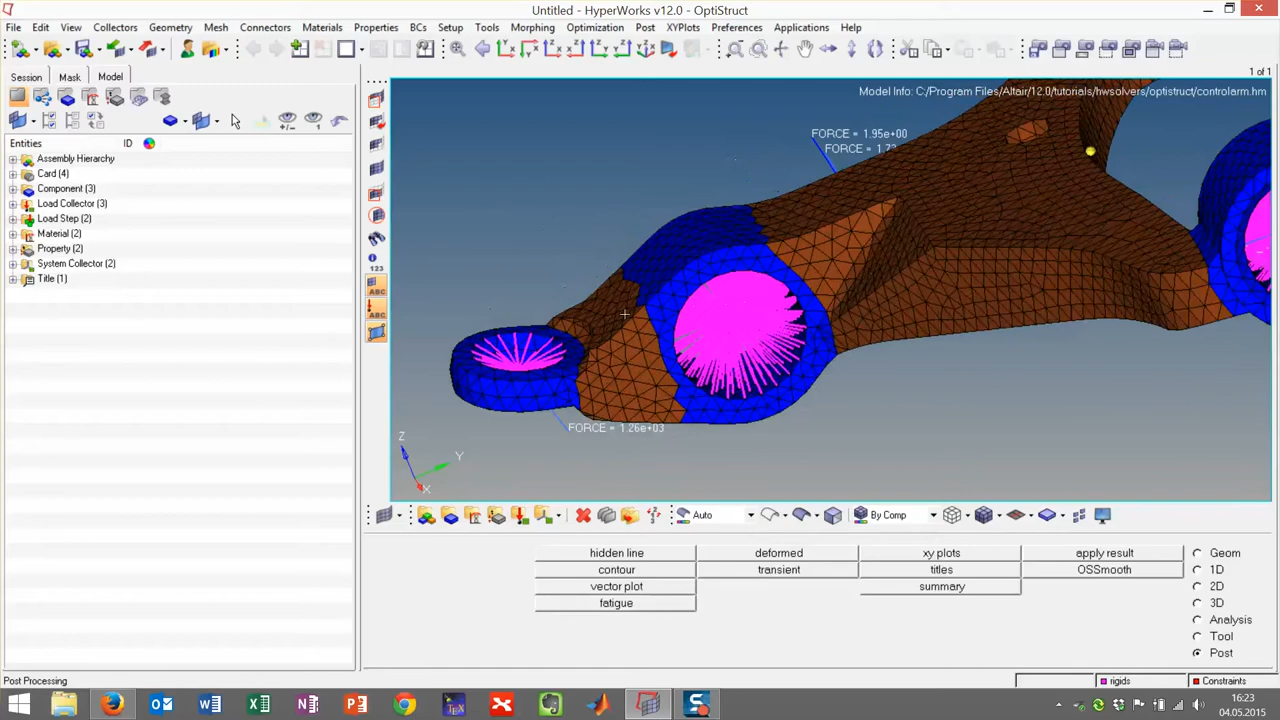 Untitled - HyperWorks v12.0 - OptiStruct
File Edit View Collectors Geometry Mesh Connectors Materials Properties BCs Setup Tools Morphing Optimization Post XYPlots Preferences Applications Help
1 of 1
Session Mask Model
Model Info: C:/Program Files/Altair/12.0/tutorials/hwsolvers/optistruct/controlarm.hm
Entities ID
Assembly Hierarchy
Card (4)
Component (3)
Load Collector (3)
Load Step (2)
Material (2)
Property (2)
System Collector (2)
Title (1)
123
ABC
ABC
FORCE = 1.95e+00
FORCE = 1.73
FORCE = 1.26e+03
Z
Y
X
Auto By Comp
hidden line deformed xy plots apply result Geom
contour transient titles OSSmooth 1D
vector plot summary 2D
fatigue 3D
Analysis
Tool
Post
Post Processing rigids Constraints
16:23
04.05.2015